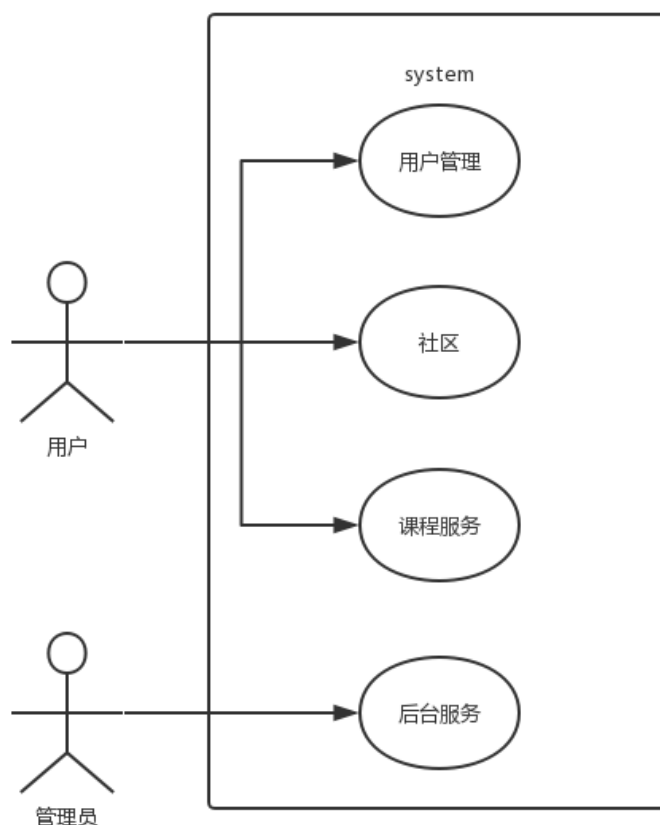 system
用户管理
社区
用户
课程服务
后台服务
管理员